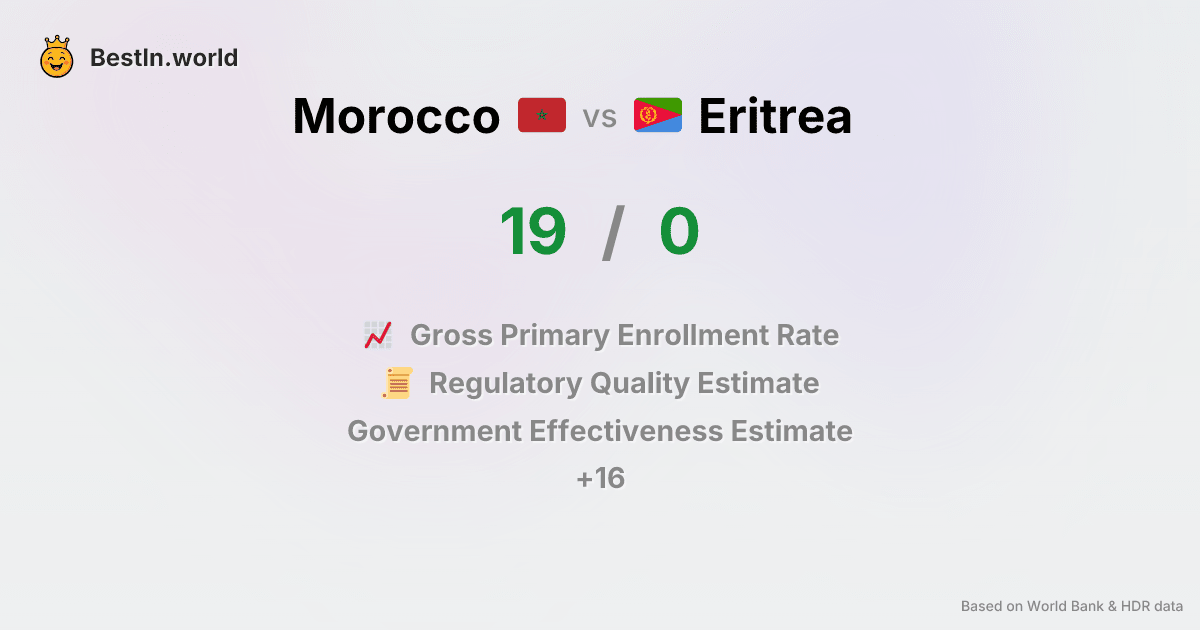 BestIn.world
Morocco vs Eritrea
19 / 0
Gross Primary Enrollment Rate
Regulatory Quality Estimate
Government Effectiveness Estimate
+16
Based on World Bank & HDR data